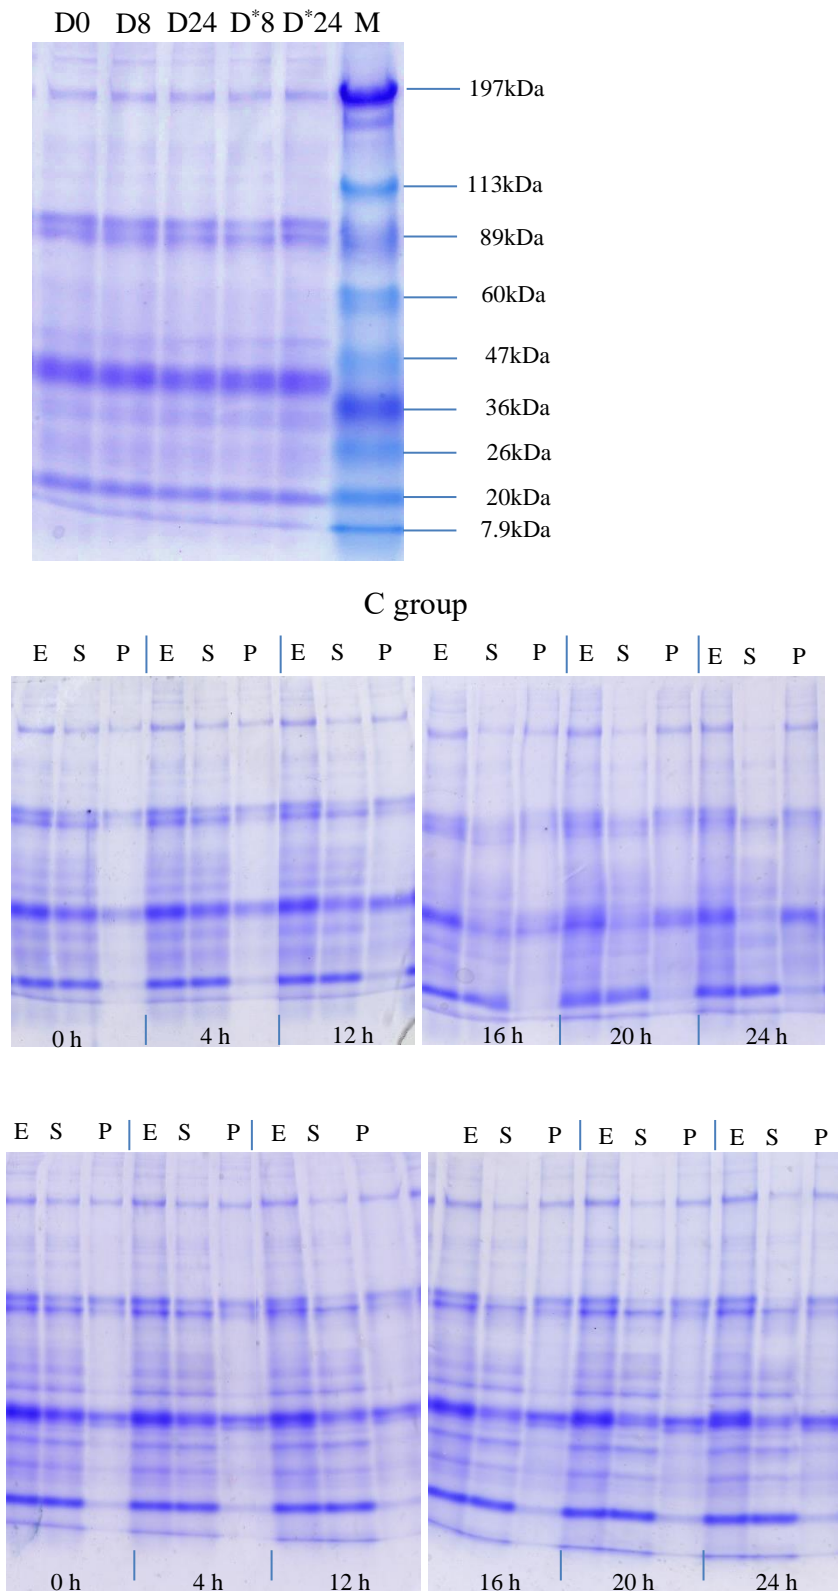 D0 D8 D24 D*8 D*24 M
197kDa
113kDa
89kDa
60kDa
47kDa
36kDa
26kDa
20kDa
7.9kDa
C group
E S P E S P E S P E S P E S P E S P
0 h 4 h 12 h 16 h 20 h 24 h
E S P E S P E S P E S P E S P E S P
0 h 4 h 12 h 16 h 20 h 24 h